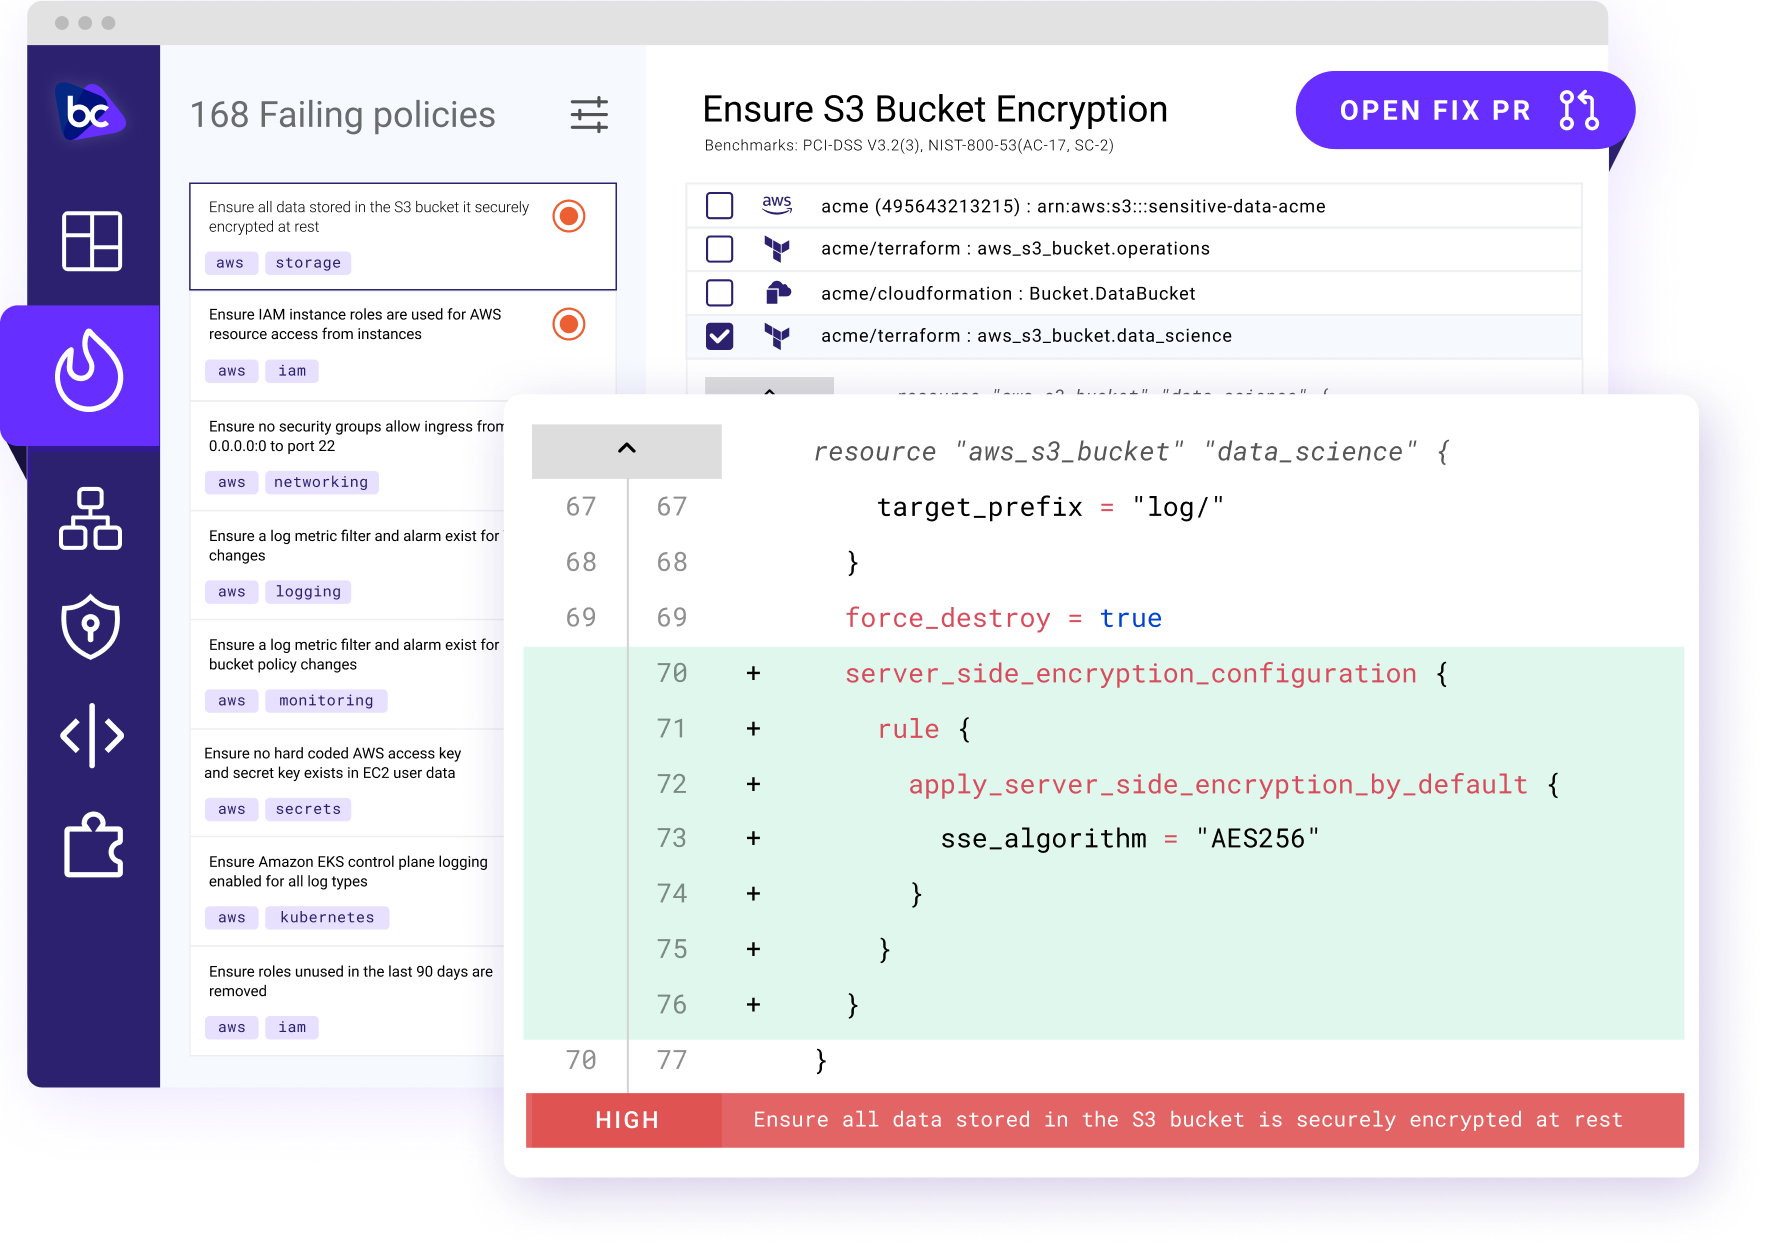 bc
168 Failing policies
Ensure all data stored in the S3 bucket it securely
encrypted at rest
aws storage
Ensure IAM instance roles are used for AWS
resource access from instances
aws iam
Ensure no security groups allow ingress from
0.0.0.0:0 to port 22
aws networking
Ensure a log metric filter and alarm exist for
changes
aws logging
Ensure a log metric filter and alarm exist for
bucket policy changes
aws monitoring
Ensure no hard coded AWS access key
and secret key exists in EC2 user data
aws secrets
Ensure Amazon EKS control plane logging
enabled for all log types
aws kubernetes
Ensure roles unused in the last 90 days are
removed
aws iam
Ensure S3 Bucket Encryption
Benchmarks: PCI-DSS V3.2(3), NIST-800-53(AC-17, SC-2)
OPEN FIX PR
aws acme (495643213215) : arn:aws:s3:::sensitive-data-acme
acme/terraform : aws_s3_bucket.operations
acme/cloudformation : Bucket.DataBucket
acme/terraform : aws_s3_bucket.data_science
resource "aws_s3_bucket" "data_science" {
resource "aws_s3_bucket" "data_science" {
67 67 target_prefix = "log/"
68 68 }
69 69 force_destroy = true
70 + server_side_encryption_configuration {
71 + rule {
72 + apply_server_side_encryption_by_default {
73 + sse_algorithm = "AES256"
74 + }
75 + }
76 + }
70 77 }
HIGH Ensure all data stored in the S3 bucket is securely encrypted at rest